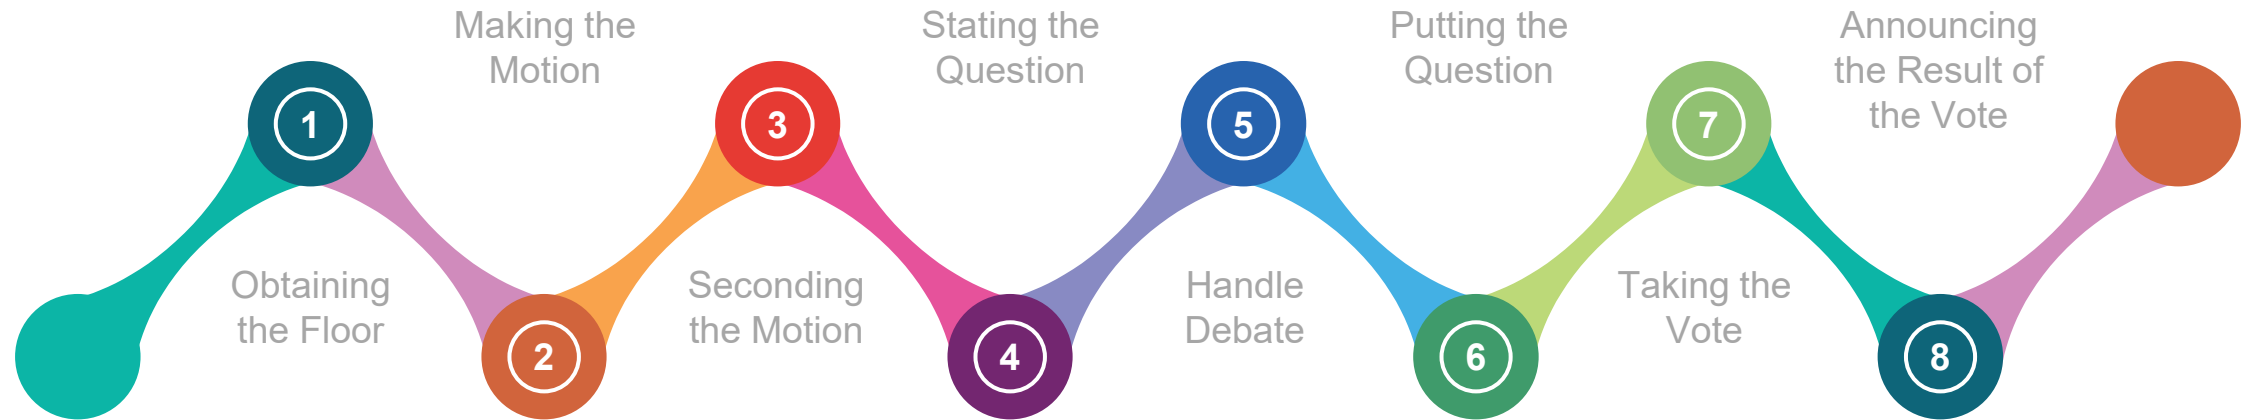 1
Obtaining
the Floor
2
Making the
Motion
3
Seconding
the Motion
4
Stating the
Question
5
Handle
Debate
6
Putting the
Question
7
Taking the
Vote
8
Announcing
the Result of
the Vote